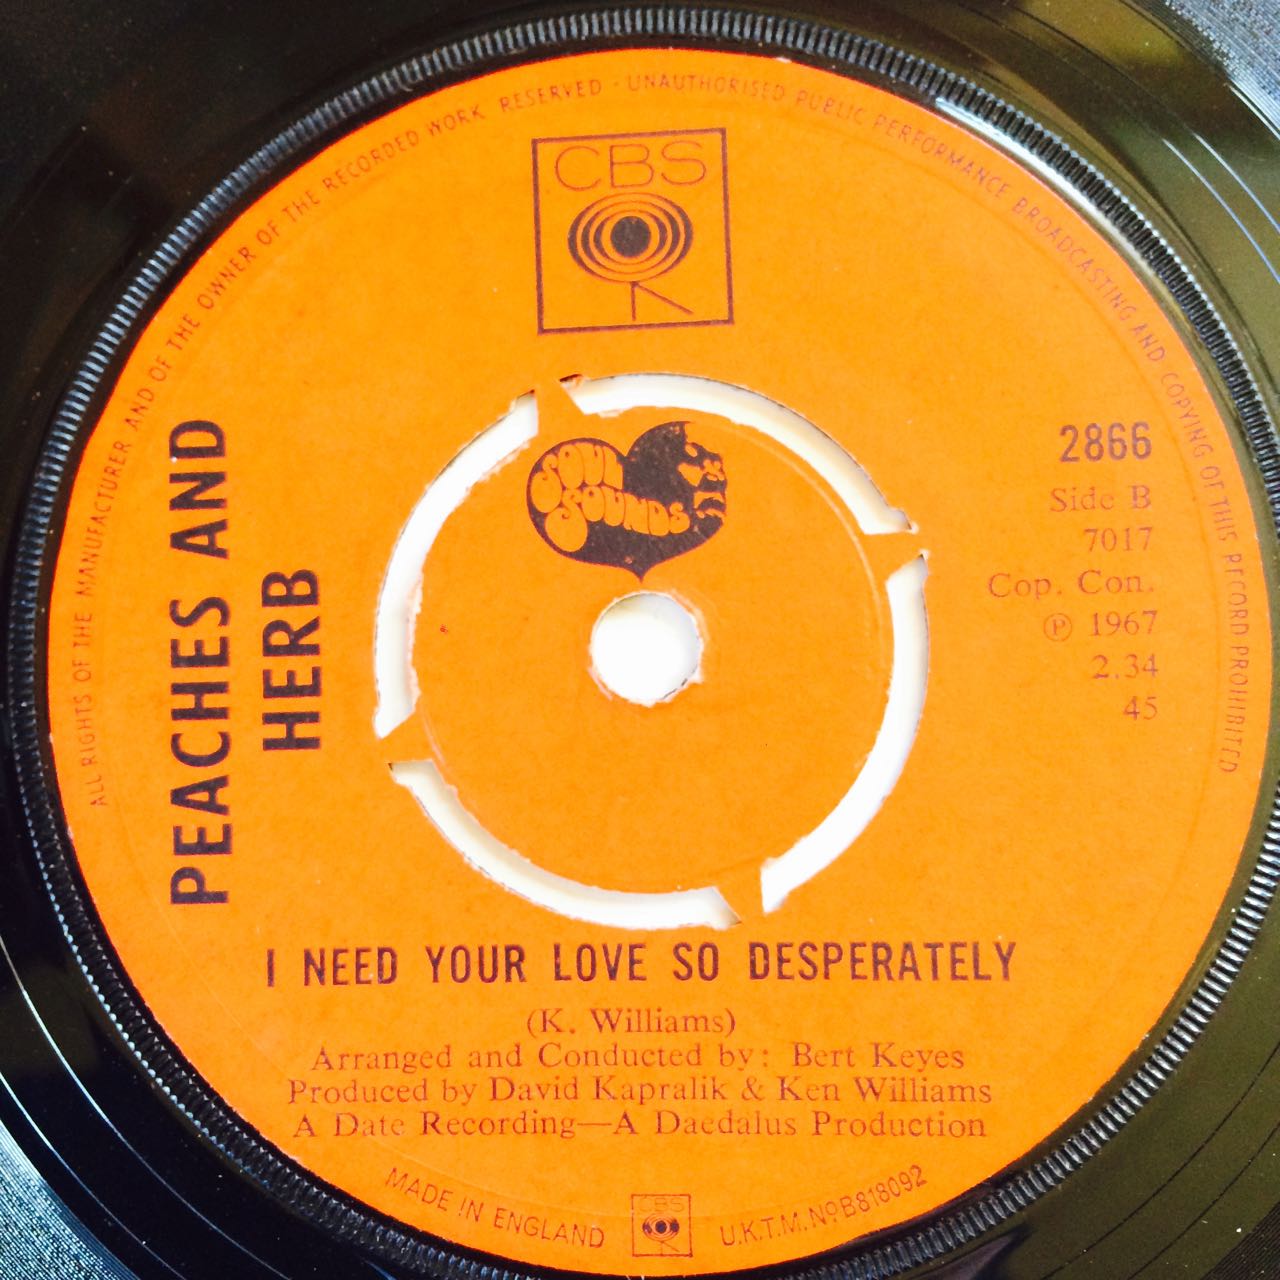 ALL RIGHTS OF THE MANUFACTURER AND OF THE OWNER OF THE RECORDED WORK RESERVED · UNAUTHORISED PUBLIC PERFORMANCE BROADCASTING AND COPYING OF THIS RECORD PROHIBITED
CBS
SOUL
SOUNDS
PEACHES AND
HERB
2866
Side B
7017
Cop. Con.
℗ 1967
2.34
45
I NEED YOUR LOVE SO DESPERATELY
(K. Williams)
Arranged and Conducted by: Bert Keyes
Produced by David Kapralik & Ken Williams
A Date Recording—A Daedalus Production
MADE IN ENGLAND
CBS
U.K.T.M. Nº B818092